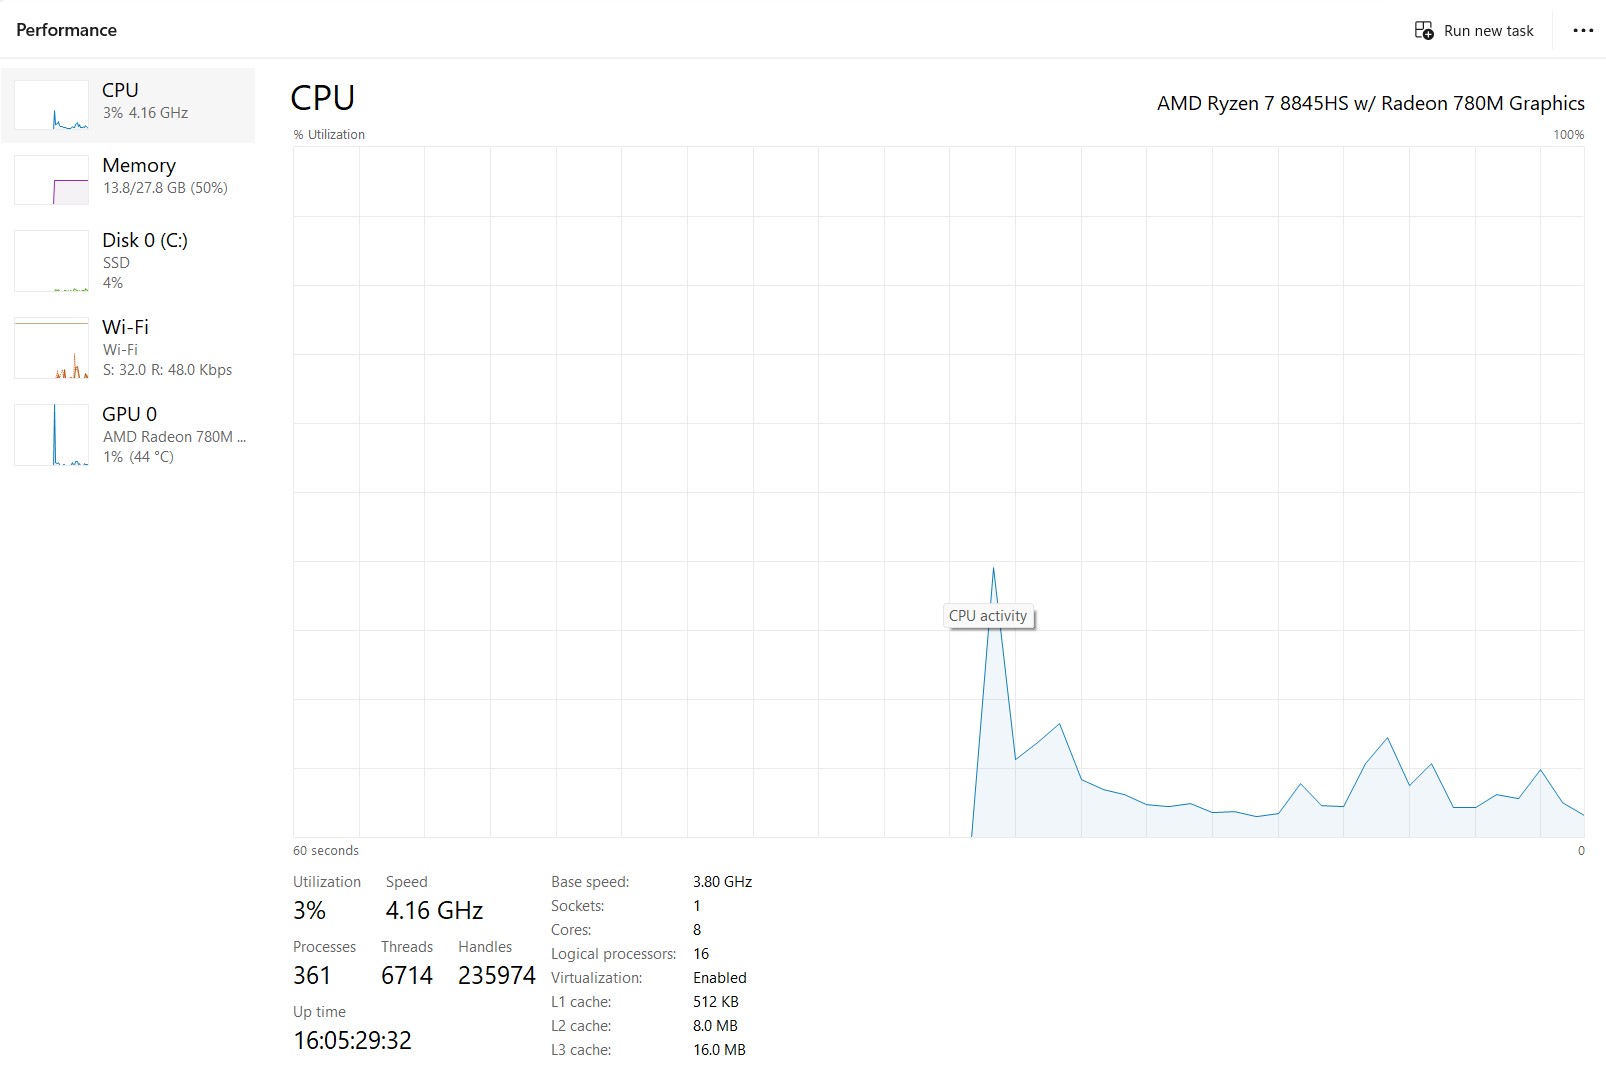 Performance
Run new task
CPU
3% 4.16 GHz
Memory
13.8/27.8 GB (50%)
Disk 0 (C:)
SSD
4%
Wi-Fi
Wi-Fi
S: 32.0 R: 48.0 Kbps
GPU 0
AMD Radeon 780M ...
1% (44 °C)
CPU
AMD Ryzen 7 8845HS w/ Radeon 780M Graphics
% Utilization
100%
CPU activity
60 seconds
0
Utilization
3%
Speed
4.16 GHz
Processes
361
Threads
6714
Handles
235974
Up time
16:05:29:32
Base speed: 3.80 GHz
Sockets: 1
Cores: 8
Logical processors: 16
Virtualization: Enabled
L1 cache: 512 KB
L2 cache: 8.0 MB
L3 cache: 16.0 MB